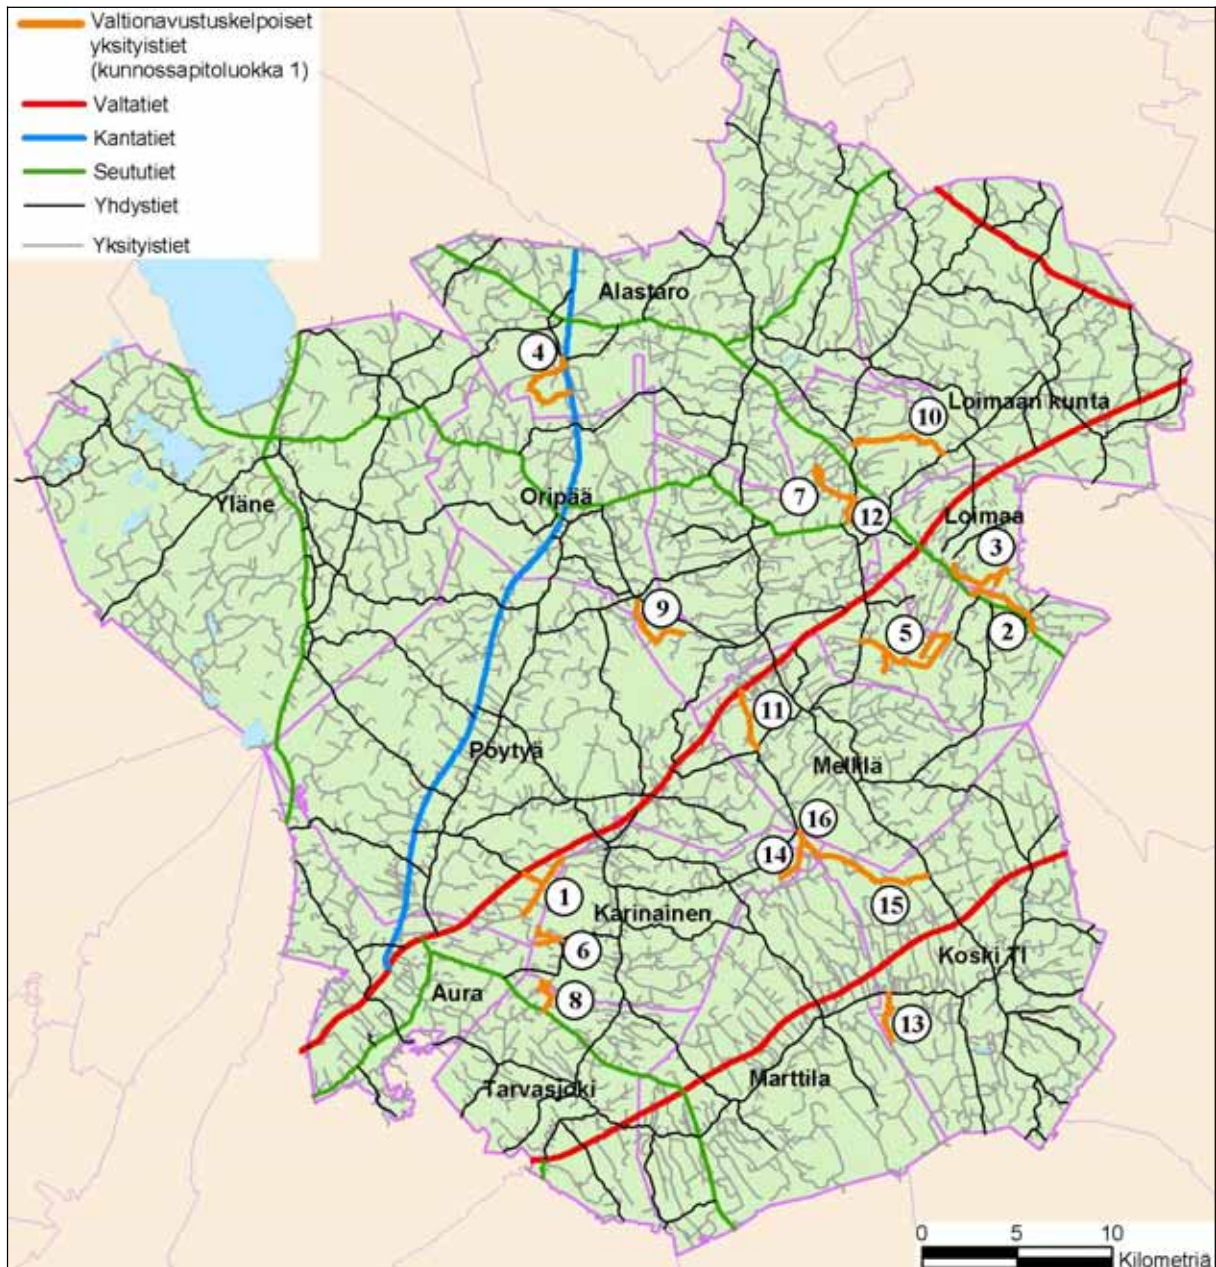 Valtionavustuskelpoiset
yksityistiet
(kunnossapitoluokka 1)
Valtatiet
Kantatiet
Seututiet
Yhdystiet
Yksityistiet
Alastaro
4
10
Loimaan kunta
7
Oripää
Yläne
12
Loimaa
3
9
5
2
11
Pöytyä
Mellilä
16
14
1
15
Karinainen
6
Koski Tl
Aura
8
13
Marttila
Tarvasjoki
0
5
10
Kilometriä